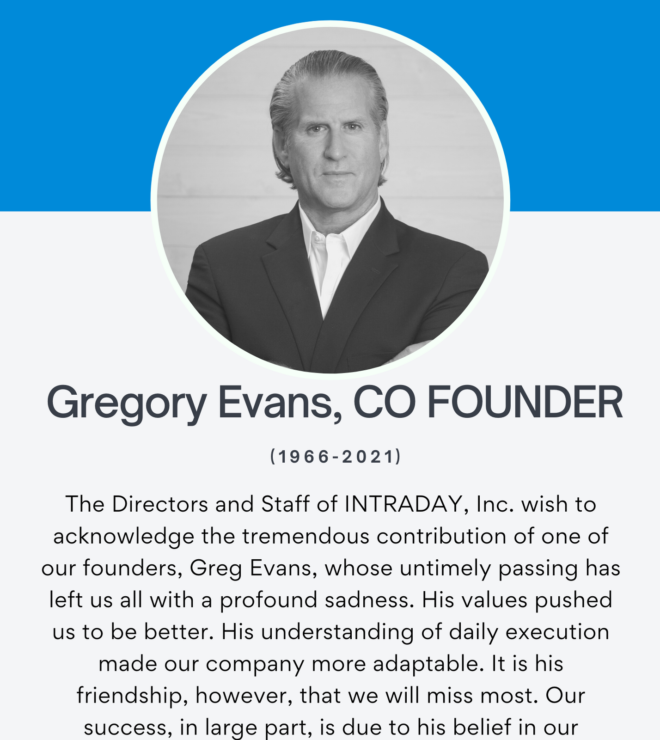 Gregory Evans, CO FOUNDER
(1966-2021)
The Directors and Staff of INTRADAY, Inc. wish to
acknowledge the tremendous contribution of one of
our founders, Greg Evans, whose untimely passing has
left us all with a profound sadness. His values pushed
us to be better. His understanding of daily execution
made our company more adaptable. It is his
friendship, however, that we will miss most. Our
success, in large part, is due to his belief in our